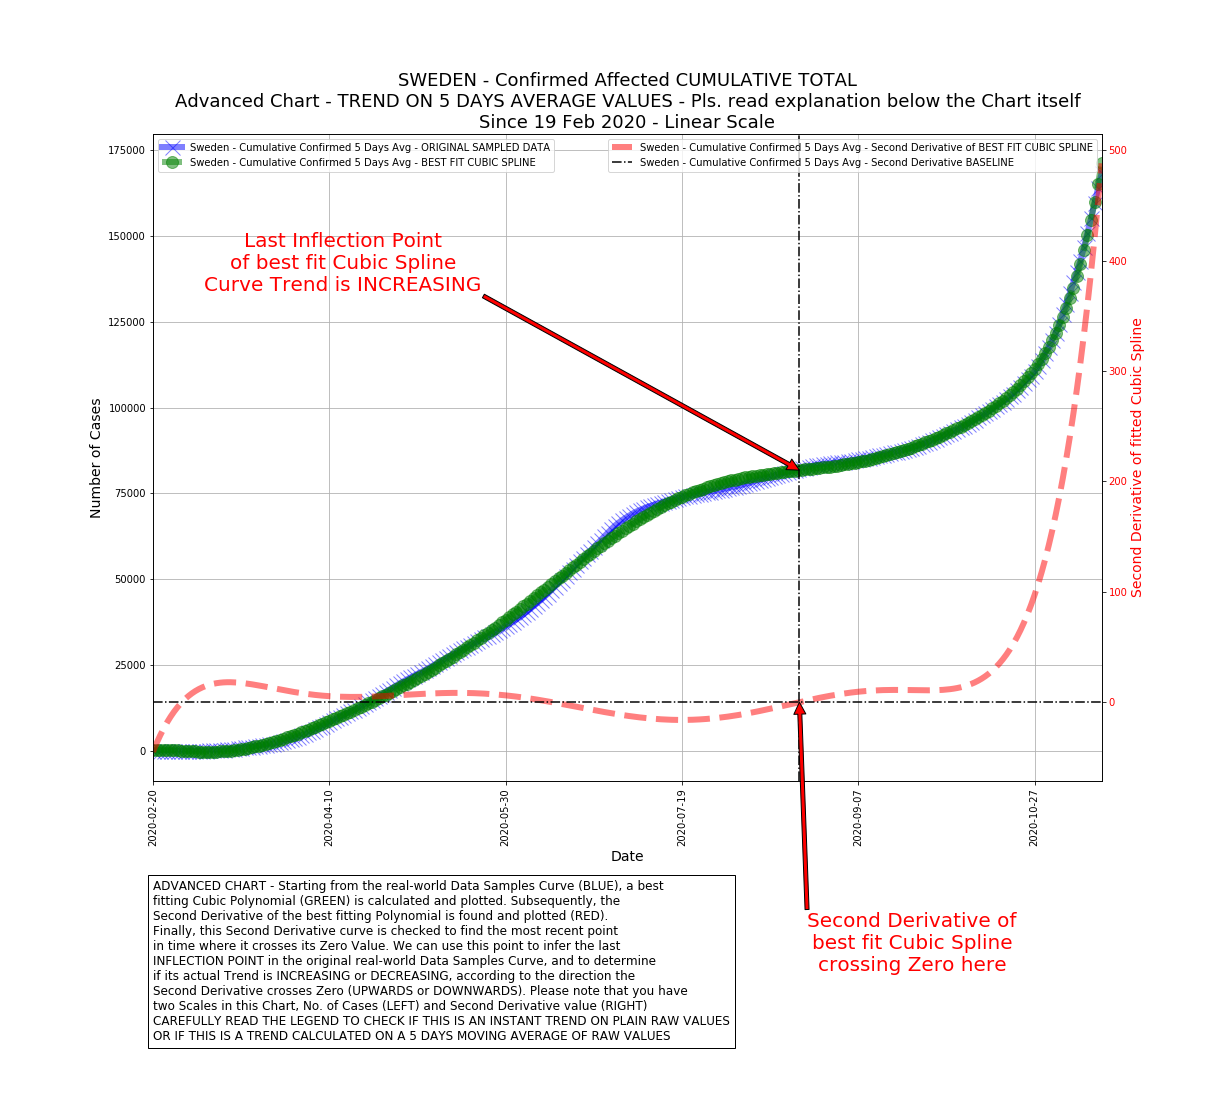 SWEDEN - Confirmed Affected CUMULATIVE TOTAL
Advanced Chart - TREND ON 5 DAYS AVERAGE VALUES - Pls. read explanation below the Chart itself
Since 19 Feb 2020 - Linear Scale
Sweden - Cumulative Confirmed 5 Days Avg - ORIGINAL SAMPLED DATA
Sweden - Cumulative Confirmed 5 Days Avg - BEST FIT CUBIC SPLINE
Sweden - Cumulative Confirmed 5 Days Avg - Second Derivative of BEST FIT CUBIC SPLINE
Sweden - Cumulative Confirmed 5 Days Avg - Second Derivative BASELINE
Last Inflection Point
of best fit Cubic Spline
Curve Trend is INCREASING
Number of Cases
175000
150000
125000
100000
75000
50000
25000
0
500
400
300
200
100
0
Second Derivative of fitted Cubic Spline
2020-02-20
2020-04-10
2020-05-30
2020-07-19
2020-09-07
2020-10-27
Date
Second Derivative of
best fit Cubic Spline
crossing Zero here
ADVANCED CHART - Starting from the real-world Data Samples Curve (BLUE), a best
fitting Cubic Polynomial (GREEN) is calculated and plotted. Subsequently, the
Second Derivative of the best fitting Polynomial is found and plotted (RED).
Finally, this Second Derivative curve is checked to find the most recent point
in time where it crosses its Zero Value. We can use this point to infer the last
INFLECTION POINT in the original real-world Data Samples Curve, and to determine
if its actual Trend is INCREASING or DECREASING, according to the direction the
Second Derivative crosses Zero (UPWARDS or DOWNWARDS). Please note that you have
two Scales in this Chart, No. of Cases (LEFT) and Second Derivative value (RIGHT)
CAREFULLY READ THE LEGEND TO CHECK IF THIS IS AN INSTANT TREND ON PLAIN RAW VALUES
OR IF THIS IS A TREND CALCULATED ON A 5 DAYS MOVING AVERAGE OF RAW VALUES